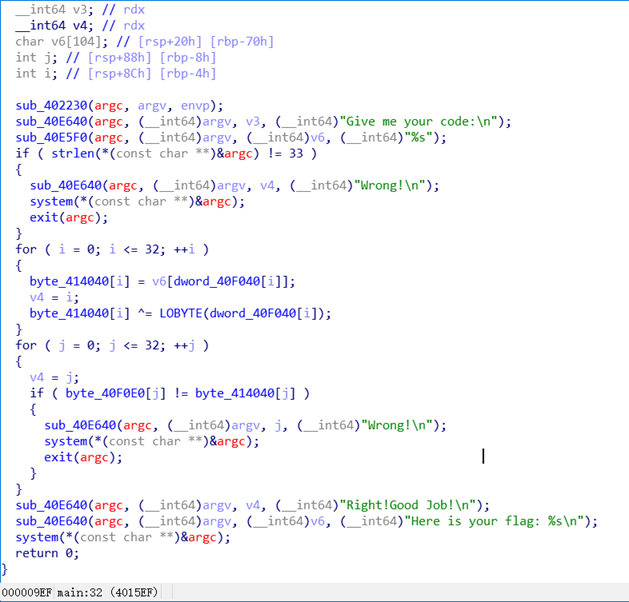 __int64 v3; // rdx
__int64 v4; // rdx
char v6[104]; // [rsp+20h] [rbp-70h]
int j; // [rsp+88h] [rbp-8h]
int i; // [rsp+8Ch] [rbp-4h]
sub_402230(argc, argv, envp);
sub_40E640(argc, (__int64)argv, v3, (__int64)"Give me your code:\n");
sub_40E5F0(argc, (__int64)argv, (__int64)v6, (__int64)"%s");
if ( strlen(*(const char **)&argc) != 33 )
{
sub_40E640(argc, (__int64)argv, v4, (__int64)"Wrong!\n");
system(*(const char **)&argc);
exit(argc);
}
for ( i = 0; i <= 32; ++i )
{
byte_414040[i] = v6[dword_40F040[i]];
v4 = i;
byte_414040[i] ^= LOBYTE(dword_40F040[i]);
}
for ( j = 0; j <= 32; ++j )
{
v4 = j;
if ( byte_40F0E0[j] != byte_414040[j] )
{
sub_40E640(argc, (__int64)argv, j, (__int64)"Wrong!\n");
system(*(const char **)&argc);
exit(argc);
}
}
sub_40E640(argc, (__int64)argv, v4, (__int64)"Right!Good Job!\n");
sub_40E640(argc, (__int64)argv, (__int64)v6, (__int64)"Here is your flag: %s\n");
system(*(const char **)&argc);
return 0;
}
000009EF main:32 (4015EF)